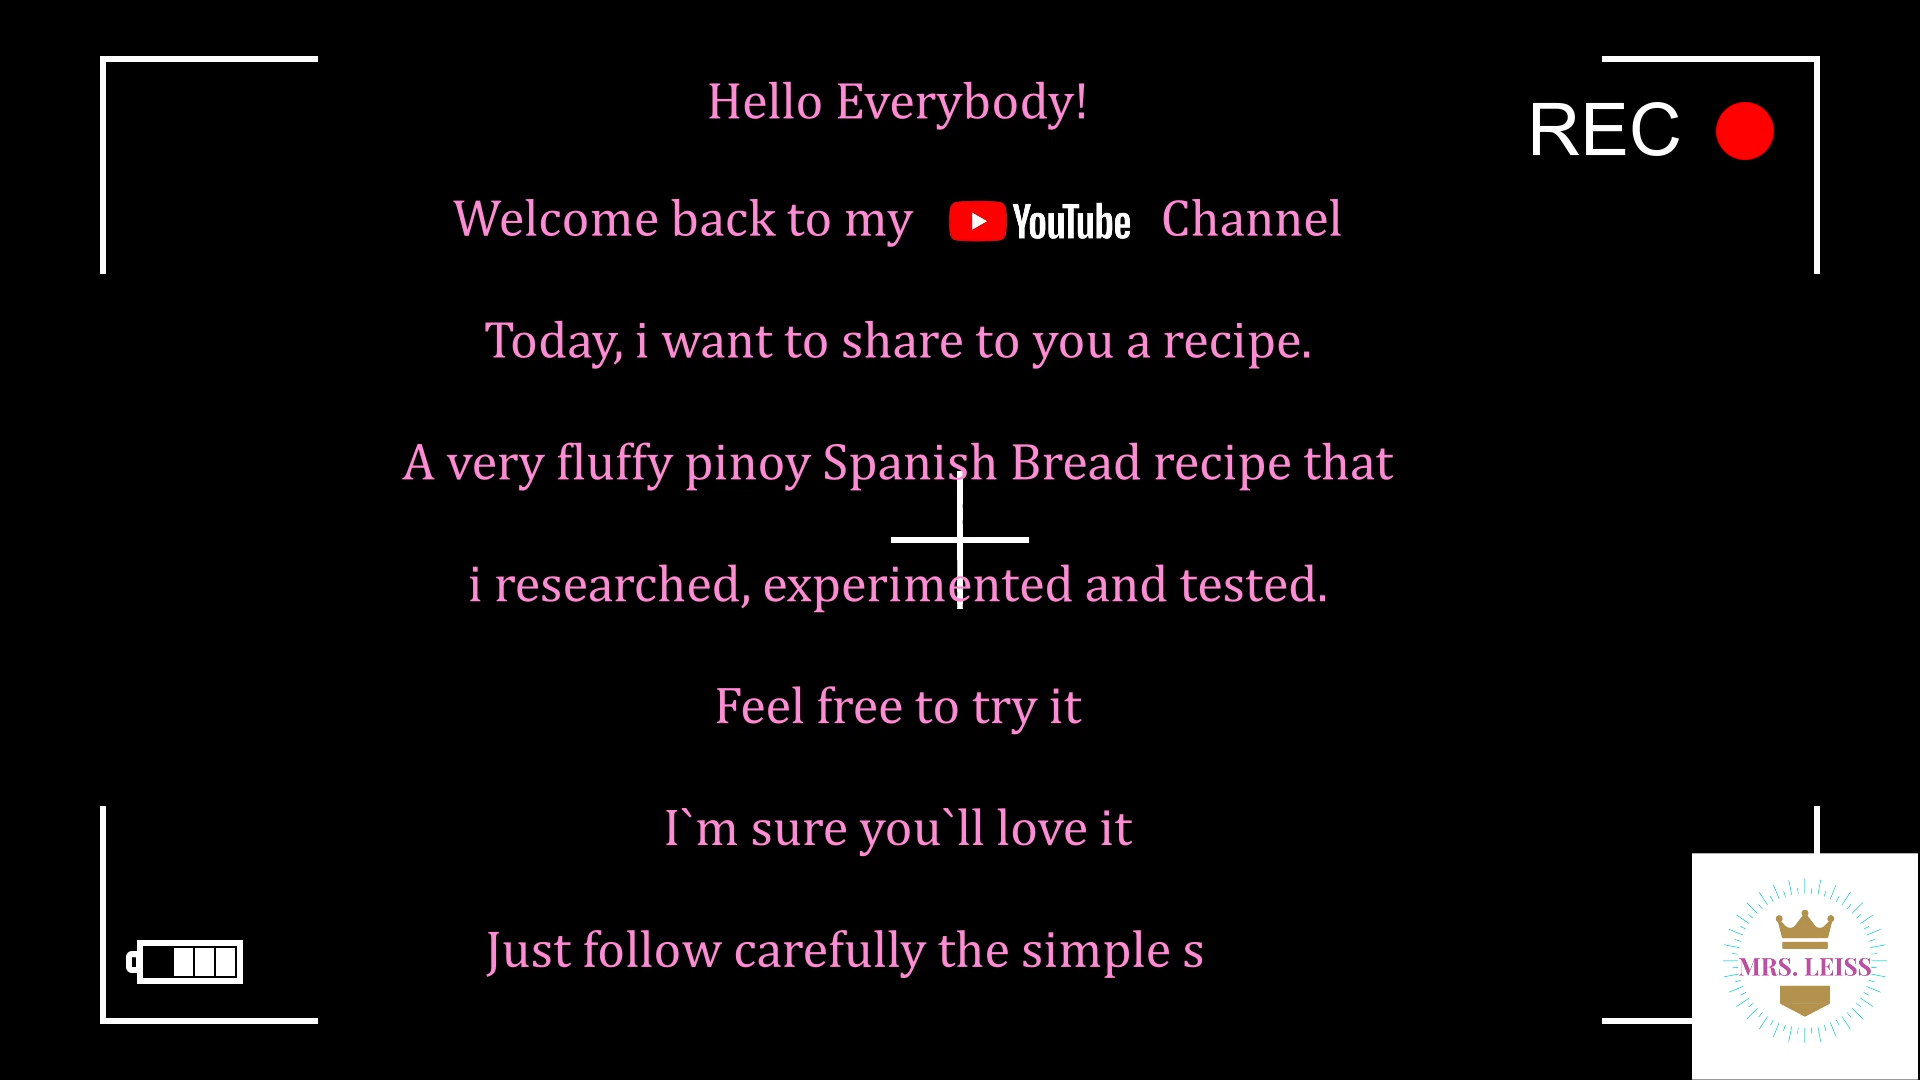 Hello Everybody!
REC
Welcome back to my YouTube Channel
Today, i want to share to you a recipe.
A very fluffy pinoy Spanish Bread recipe that
i researched, experimented and tested.
Feel free to try it
I`m sure you`ll love it
Just follow carefully the simple s
MRS. LEISS